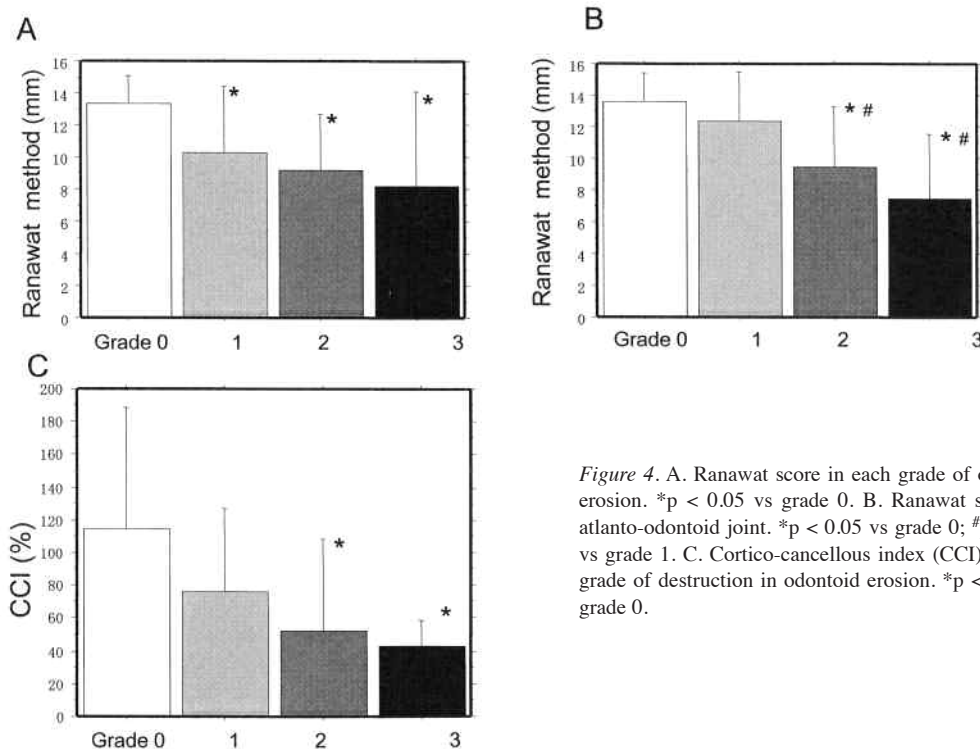 A
Ranawat method (mm)
16
14
12
10
8
6
4
2
0
*
*
*
Grade 0 1 2 3
B
Ranawat method (mm)
16
14
12
10
8
6
4
2
0
* #
* #
Grade 0 1 2 3
C
CCI (%)
200
180
160
140
120
100
80
60
40
20
0
*
*
Grade 0 1 2 3
Figure 4. A. Ranawat score in each grade of
erosion. *p < 0.05 vs grade 0. B. Ranawat
atlanto-odontoid joint. *p < 0.05 vs grade 0; #
vs grade 1. C. Cortico-cancellous index (CCI)
grade of destruction in odontoid erosion. *p <
grade 0.